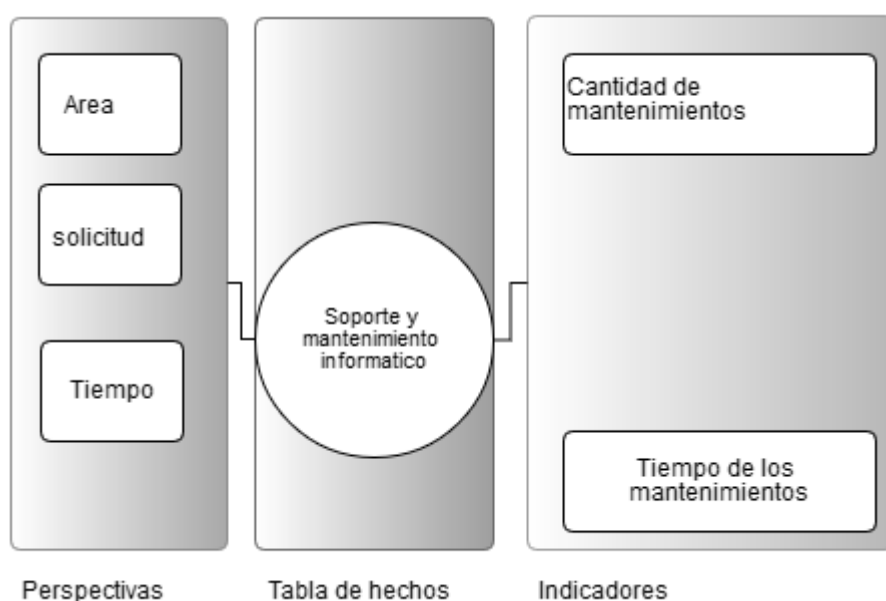 Area
solicitud
Tiempo
Soporte y
mantenimiento
informatico
Cantidad de
mantenimientos
Tiempo de los
mantenimientos
Perspectivas
Tabla de hechos
Indicadores